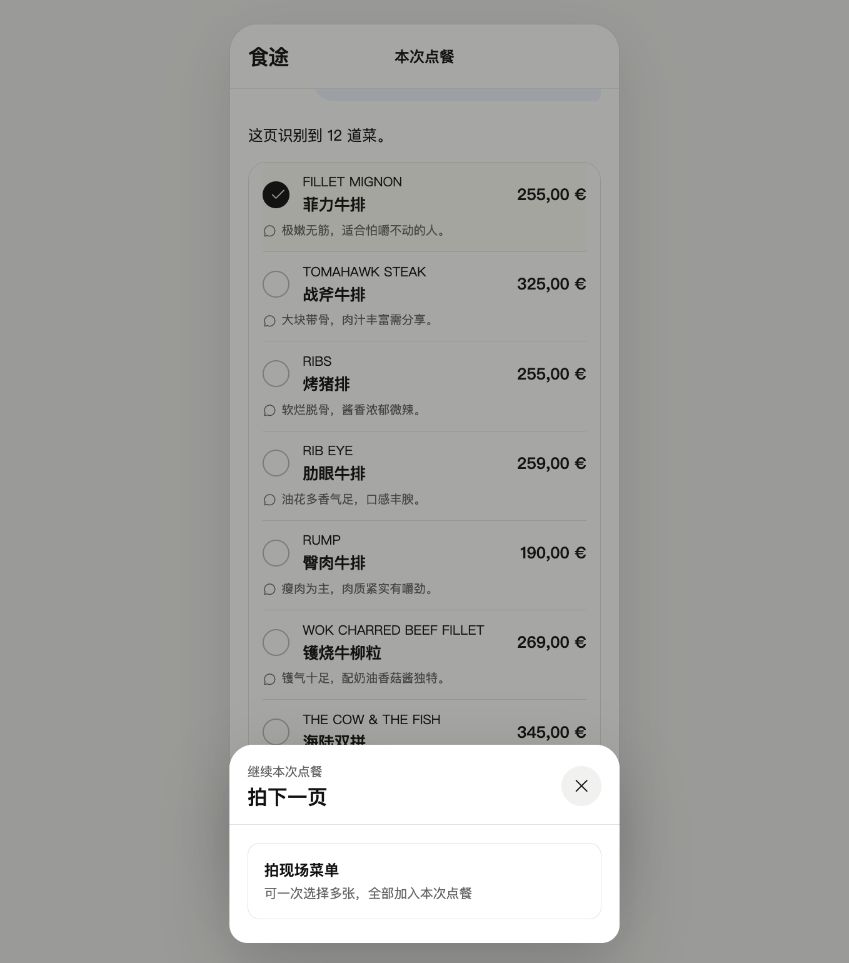 食途
本次点餐
这页识别到 12 道菜。
FILLET MIGNON
菲力牛排
255,00 €
极嫩无筋，适合怕嚼不动的人。
TOMAHAWK STEAK
战斧牛排
325,00 €
大块带骨，肉汁丰富需分享。
RIBS
烤猪排
255,00 €
软烂脱骨，酱香浓郁微辣。
RIB EYE
肋眼牛排
259,00 €
油花多香气足，口感丰腴。
RUMP
臀肉牛排
190,00 €
瘦肉为主，肉质紧实有嚼劲。
WOK CHARRED BEEF FILLET
镬烧牛柳粒
269,00 €
镬气十足，配奶油香菇酱独特。
THE COW & THE FISH
海陆双拼
345,00 €
继续本次点餐
拍下一页
拍现场菜单
可一次选择多张，全部加入本次点餐